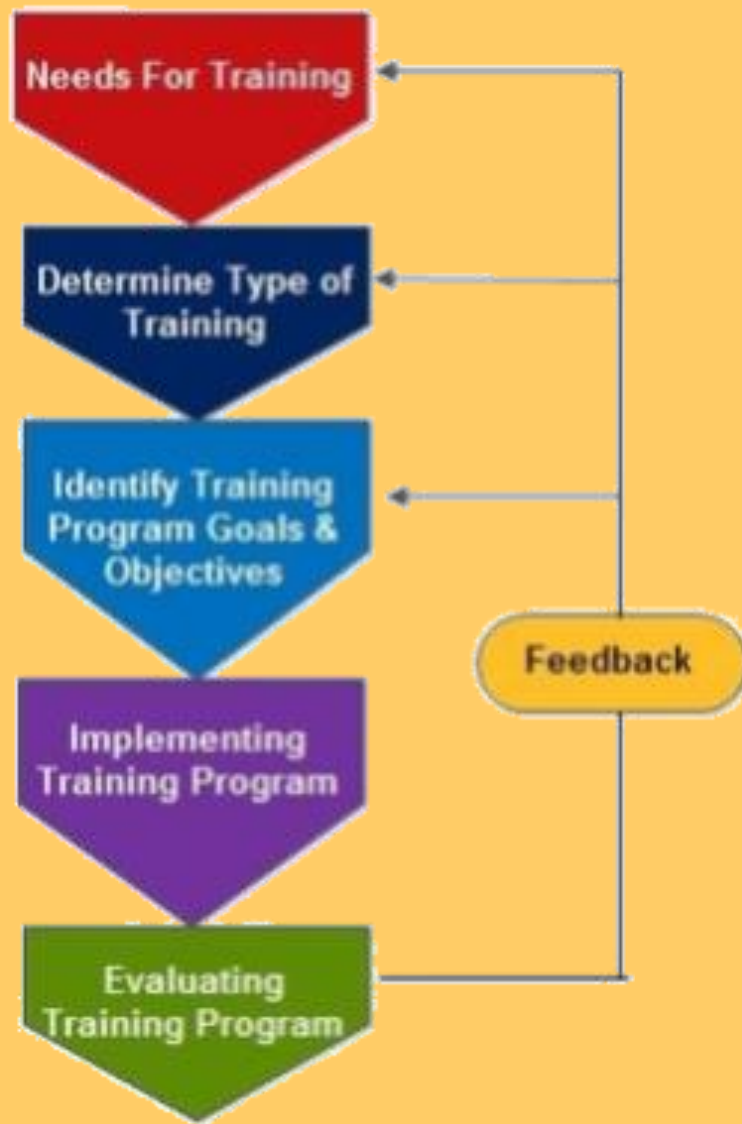 Needs For Training
Determine Type of
Training
Identify Training
Program Goals &
Objectives
Feedback
Implementing
Training Program
Evaluating
Training Program